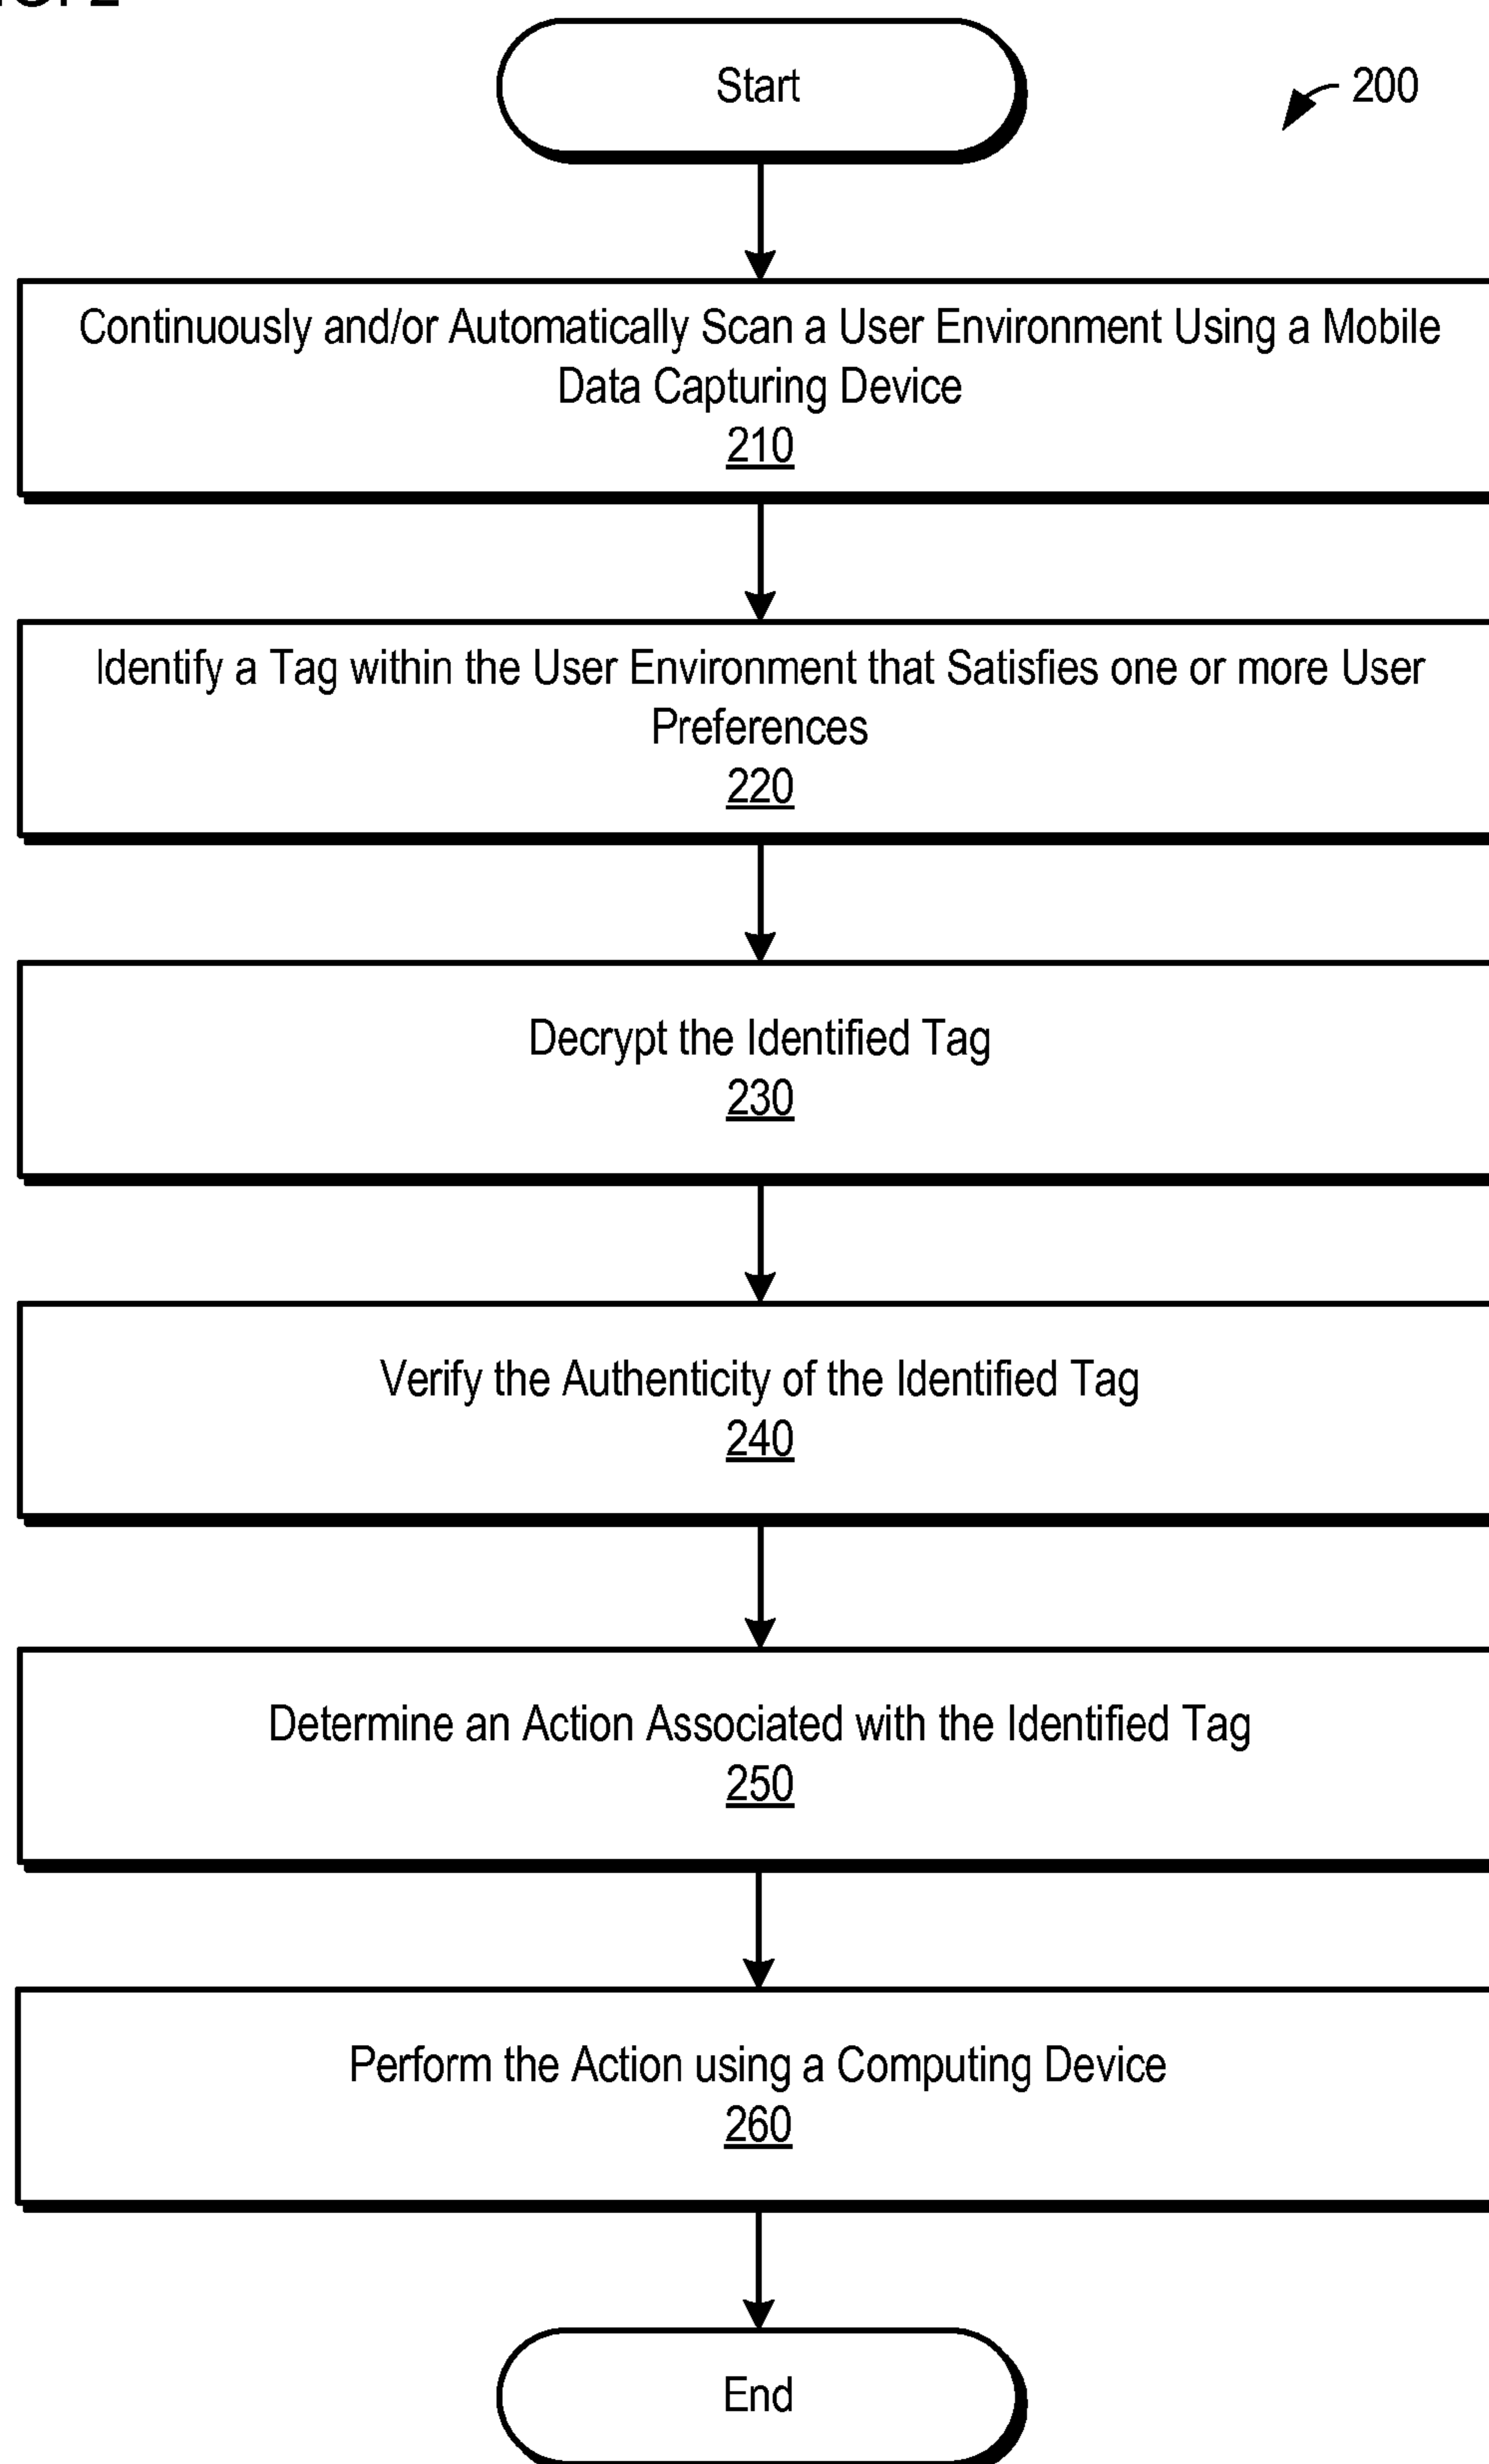 Start
200
Continuously and/or Automatically Scan a User Environment Using a Mobile
Data Capturing Device
210
Identify a Tag within the User Environment that Satisfies one or more User
Preferences
220
Decrypt the Identified Tag
230
Verify the Authenticity of the Identified Tag
240
Determine an Action Associated with the Identified Tag
250
Perform the Action using a Computing Device
260
End